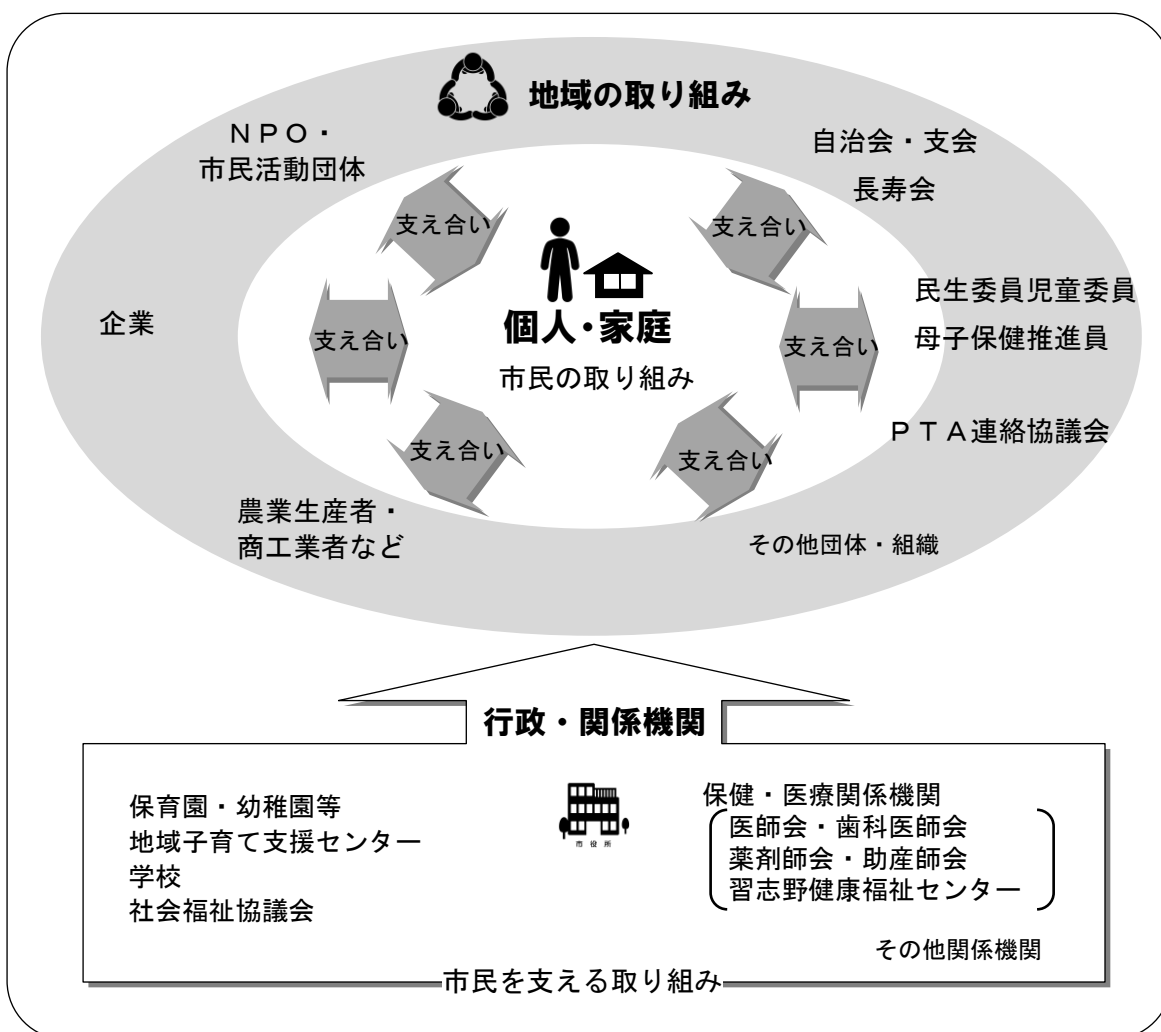 地域の取り組み
ＮＰＯ・
市民活動団体
自治会・支会
長寿会
支え合い
支え合い
民生委員児童委員
母子保健推進員
企業
支え合い
支え合い
個人・家庭
市民の取り組み
ＰＴＡ連絡協議会
支え合い
支え合い
農業生産者・
商工業者など
その他団体・組織
行政・関係機関
保育園・幼稚園等
地域子育て支援センター
学校
社会福祉協議会
市役所
保健・医療関係機関
医師会・歯科医師会
薬剤師会・助産師会
習志野健康福祉センター
その他関係機関
市民を支える取り組み